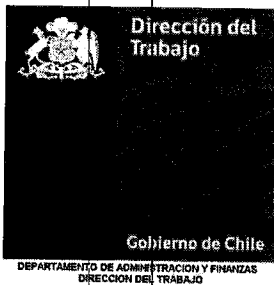 Dirección del
Trabajo
Gobierno de Chile
DEPARTAMENTO DE ADMINISTRACION Y FINANZAS
DIRECCION DEL TRABAJO